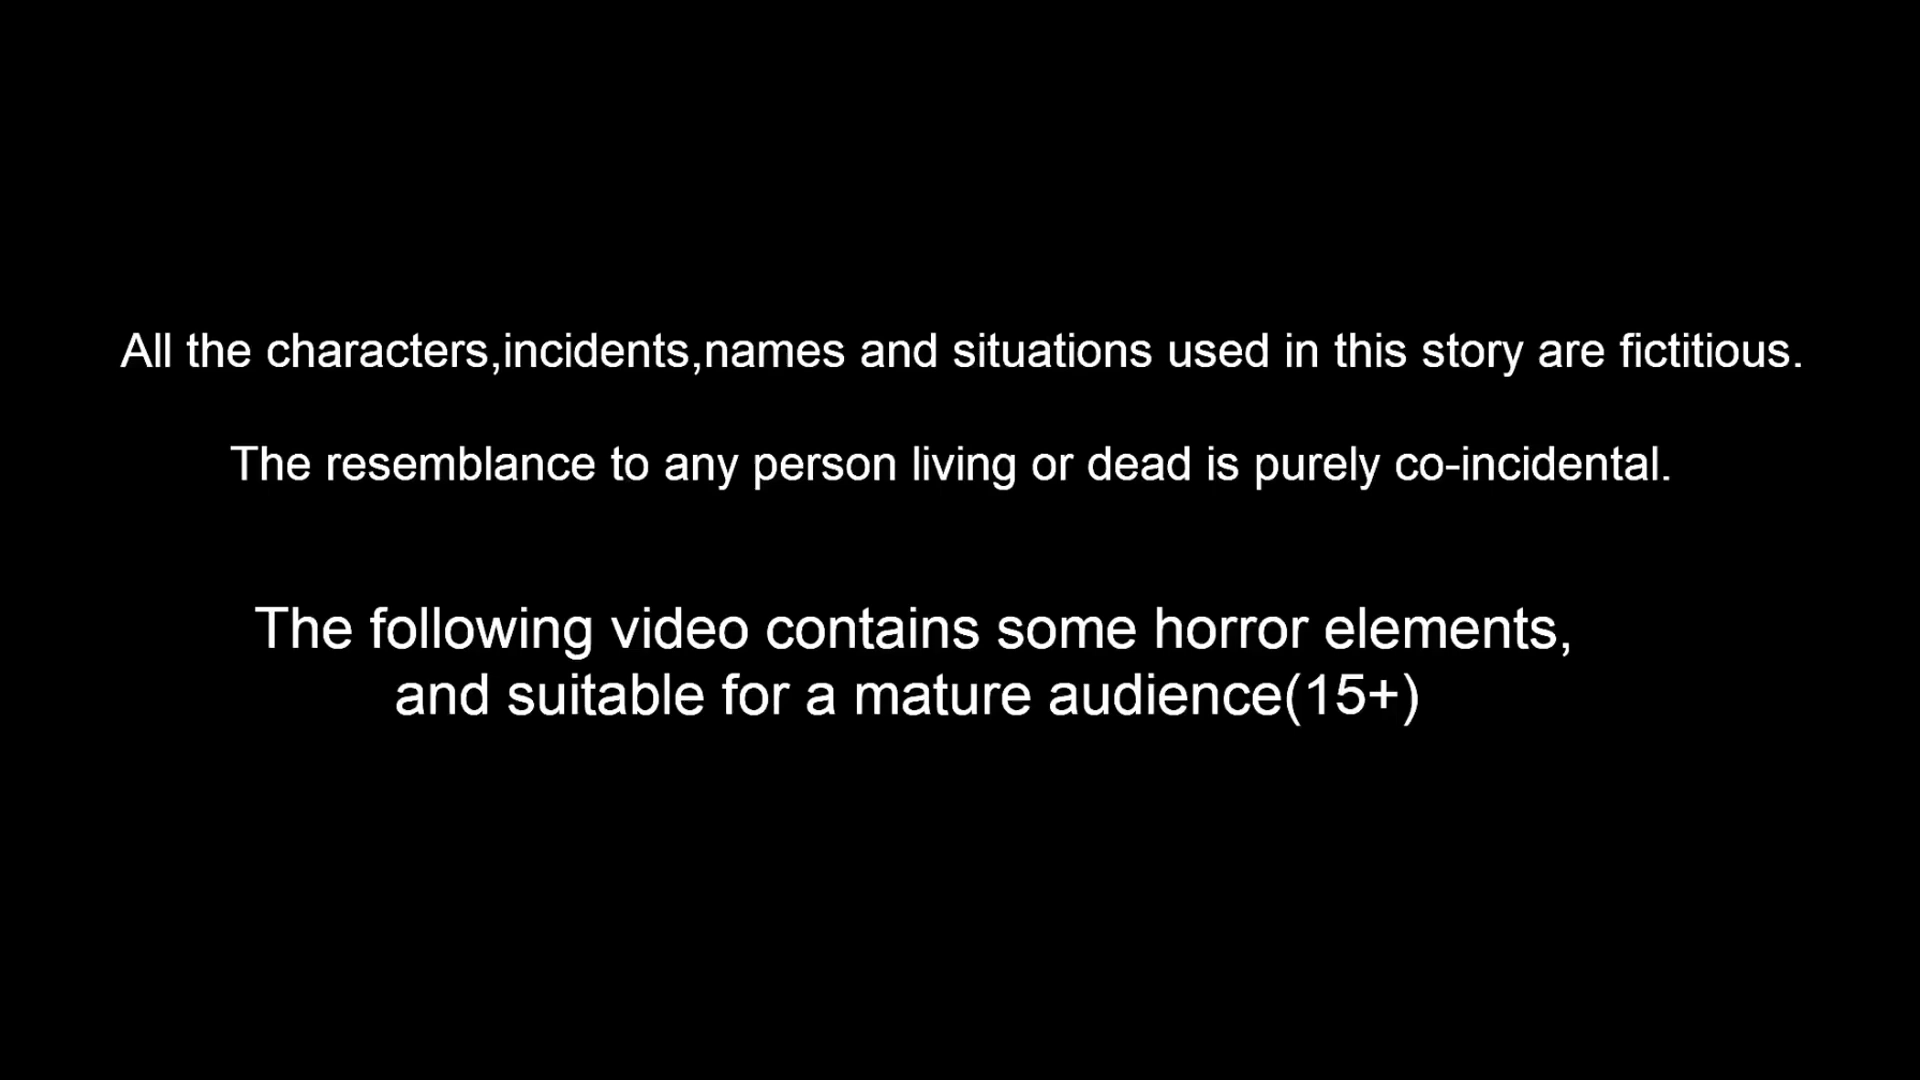 All the characters,incidents,names and situations used in this story are fictitious.
The resemblance to any person living or dead is purely co-incidental.
The following video contains some horror elements,
and suitable for a mature audience(15+)